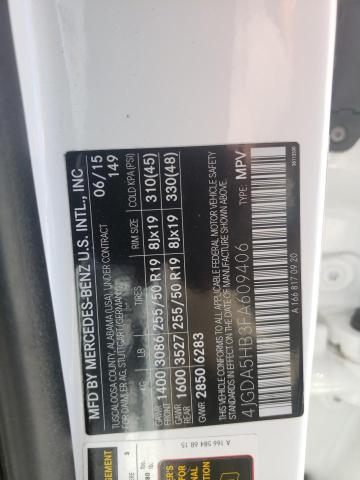 MFD BY MERCEDES-BENZ U.S. INTL., INC
TUSCALOOSA COUNTY, ALABAMA (USA), UNDER CONTRACT
FOR DAIMLER AG, STUTTGART (GERMANY)
06/15
149
KG LB TIRES RIM SIZE COLD KPA(PSI)
GAWR FRONT 1400 3086 255/50 R19 8Jx19 310(45)
GAWR REAR 1600 3527 255/50 R19 8Jx19 330(48)
GVWR 2850 6283
THIS VEHICLE CONFORMS TO ALL APPLICABLE FEDERAL MOTOR VEHICLE SAFETY
STANDARDS IN EFFECT ON THE DATE OF MANUFACTURE SHOWN ABOVE.
4JGDA5HB3FA609406
MPV
A 166 817 09 20
A 166 584 68 15